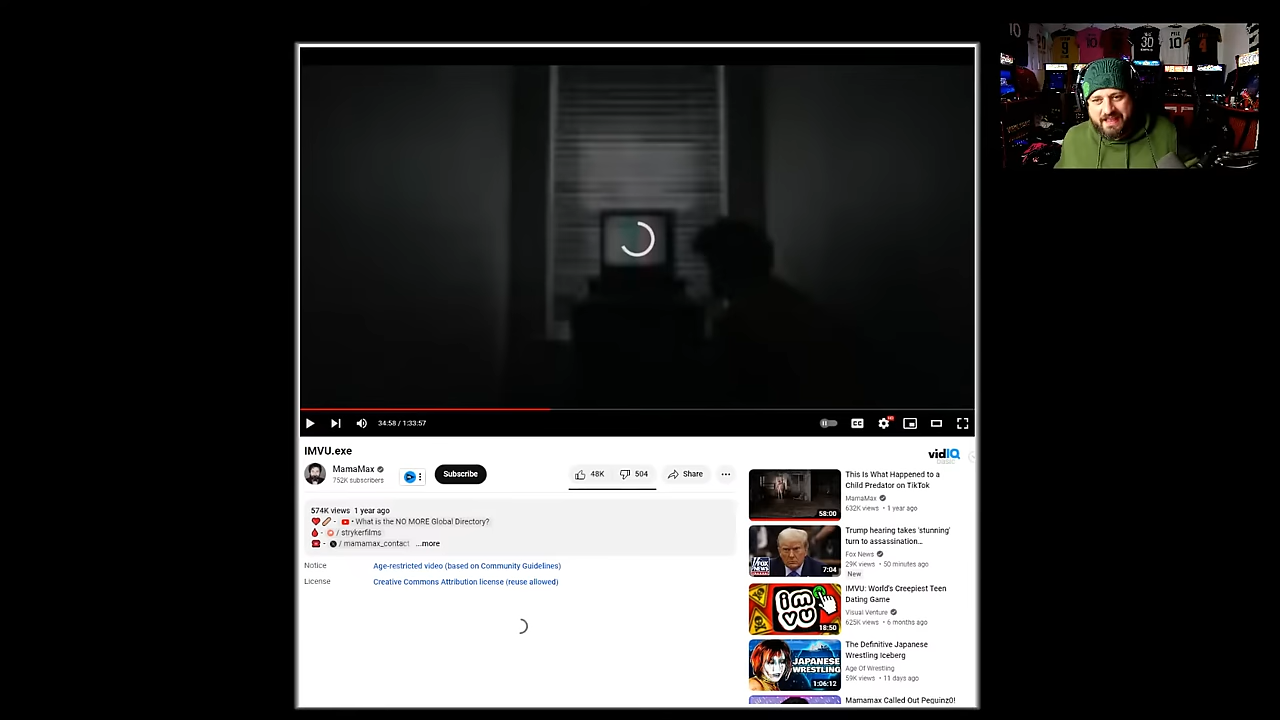 34:58 / 1:33:57
IMVU.exe
MamaMax
752K subscribers
Subscribe
48K
504
Share
574K views 1 year ago
What is the NO MORE Global Directory?
/ strykerfilms
/ mamamax_contact ...more
Notice
Age-restricted video (based on Community Guidelines)
License
Creative Commons Attribution license (reuse allowed)
vidIQ
basic
This Is What Happened to a
Child Predator on TikTok
MamaMax
632K views • 1 year ago
58:00
Trump hearing takes 'stunning'
turn to assassination...
Fox News
29K views • 50 minutes ago
New
7:04
imvu
IMVU: World's Creepiest Teen
Dating Game
Visual Venture
625K views • 6 months ago
18:50
JAPANESE
WRESTLING
The Definitive Japanese
Wrestling Iceberg
Age Of Wrestling
59K views • 11 days ago
1:06:12
Mamamax Called Out Peguinz0!